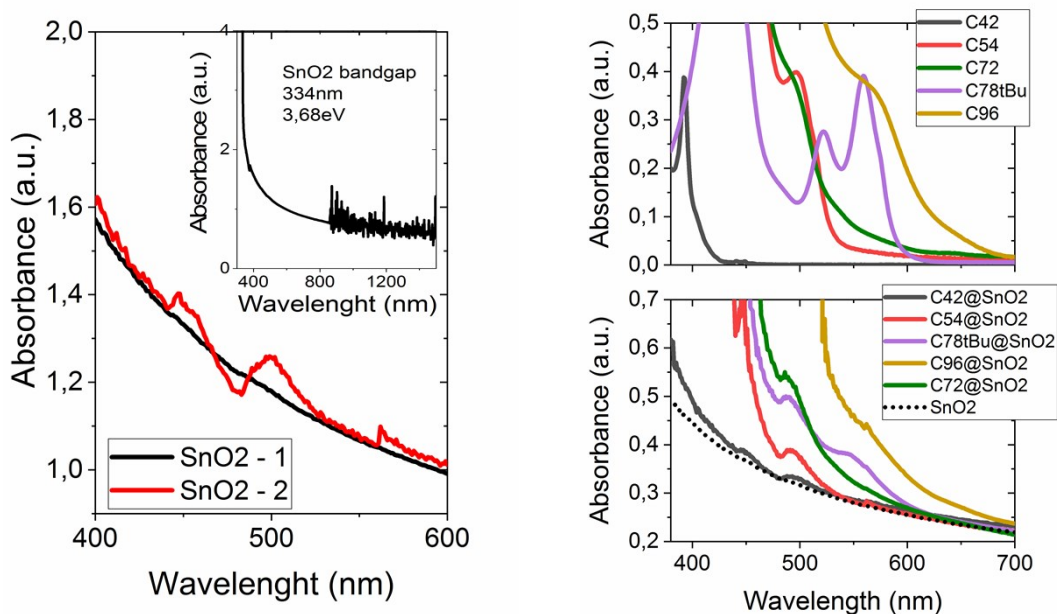 2,0
1,8
1,6
1,4
1,2
1,0
Absorbance (a.u.)
400
500
600
Wavelenght (nm)
SnO2 - 1
SnO2 - 2
4
2
0
Absorbance (a.u.)
SnO2 bandgap
334nm
3,68eV
300
800
1200
Wavelenght (nm)
0,5
0,4
0,3
0,2
0,1
0,0
Absorbance (a.u.)
C42
C54
C72
C78tBu
C96
400
500
600
700
0,7
0,6
0,5
0,4
0,3
0,2
Absorbance (a.u.)
C42@SnO2
C54@SnO2
C78tBu@SnO2
C96@SnO2
C72@SnO2
SnO2
400
500
600
700
Wavelength (nm)